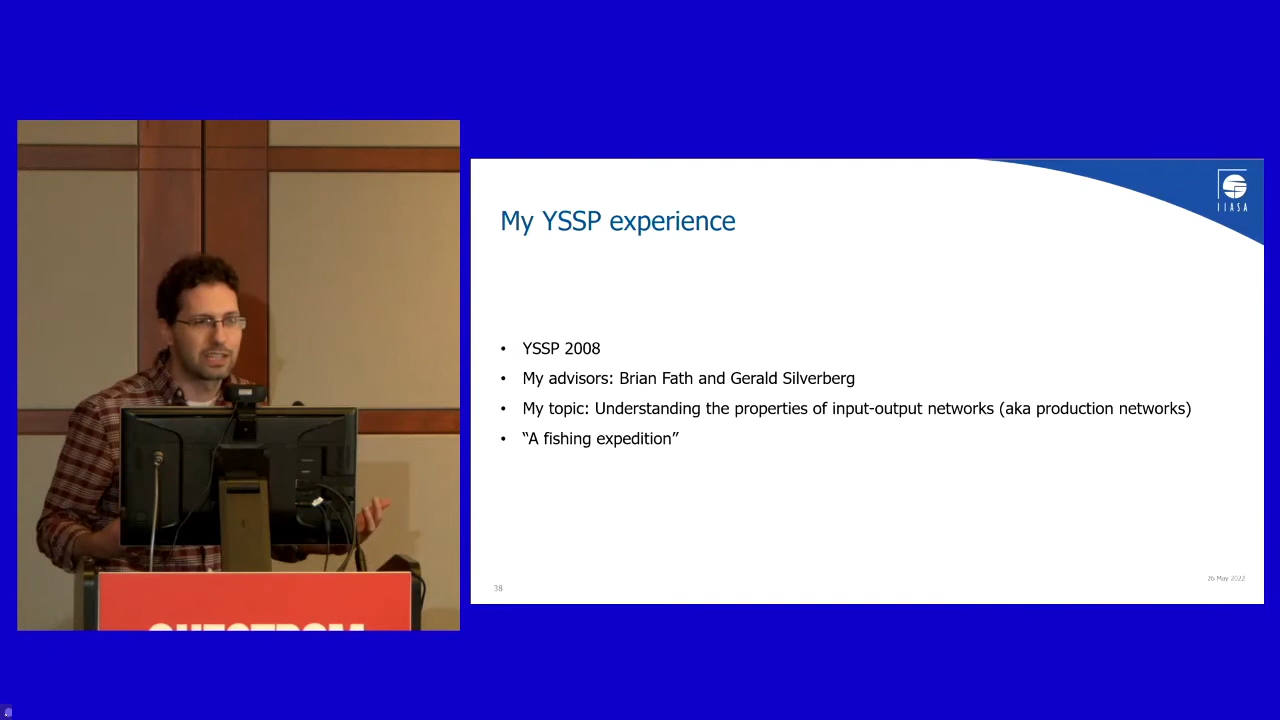 IIASA
My YSSP experience
• YSSP 2008
• My advisors: Brian Fath and Gerald Silverberg
• My topic: Understanding the properties of input-output networks (aka production networks)
• “A fishing expedition”
26 May 2022
38
QUESTROM